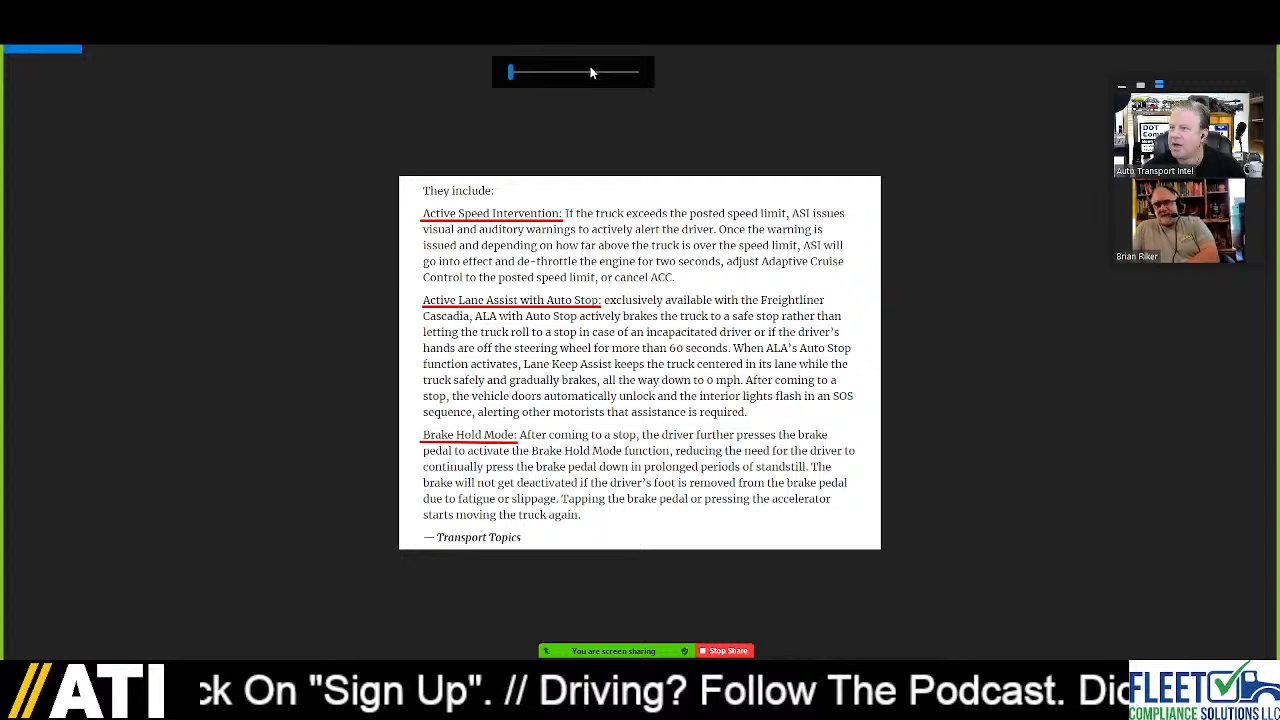 They include:
Active Speed Intervention: If the truck exceeds the posted speed limit, ASI issues
visual and auditory warnings to actively alert the driver. Once the warning is
issued and depending on how far above the truck is over the speed limit, ASI will
go into effect and de-throttle the engine for two seconds, adjust Adaptive Cruise
Control to the posted speed limit, or cancel ACC.
Active Lane Assist with Auto Stop: exclusively available with the Freightliner
Cascadia, ALA with Auto Stop actively brakes the truck to a safe stop rather than
letting the truck roll to a stop in case of an incapacitated driver or if the driver's
hands are off the steering wheel for more than 60 seconds. When ALA's Auto Stop
function activates, Lane Keep Assist keeps the truck centered in its lane while the
truck safely and gradually brakes, all the way down to 0 mph. After coming to a
stop, the vehicle doors automatically unlock and the interior lights flash in an SOS
sequence, alerting other motorists that assistance is required.
Brake Hold Mode: After coming to a stop, the driver further presses the brake
pedal to activate the Brake Hold Mode function, reducing the need for the driver to
continually press the brake pedal down in prolonged periods of standstill. The
brake will not get deactivated if the driver's foot is removed from the brake pedal
due to fatigue or slippage. Tapping the brake pedal or pressing the accelerator
starts moving the truck again.
— Transport Topics
DOT
Auto Transport Intel
Brian Riker
You are screen sharing
Stop Share
//ATI
ck On "Sign Up". // Driving? Follow The Podcast. Dic
FLEET
COMPLIANCE SOLUTIONS LLC